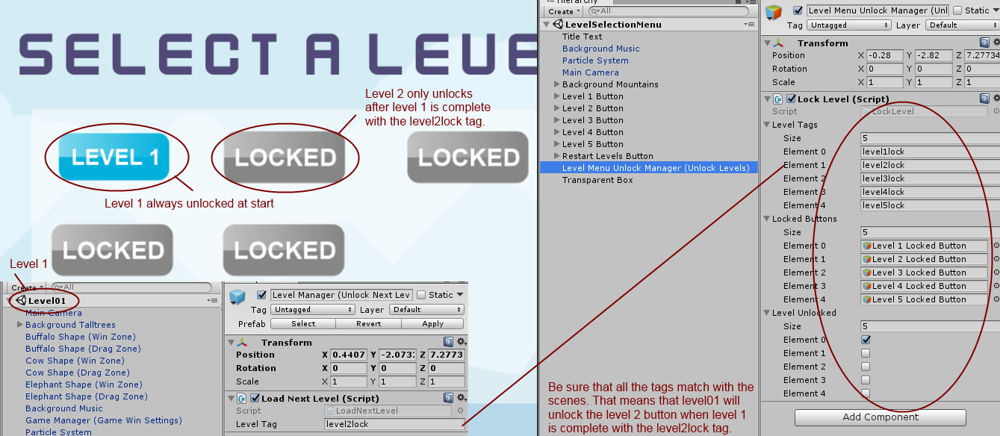 SELECT A LEVE
Level 2 only unlocks
after level 1 is complete
with the level2lock tag.
LEVEL 1
LOCKED
LOCKED
Level 1 always unlocked at start
LOCKED
LOCKED
Level 1
Create
All
Level01
Main Camera
Background Talltrees
Buffalo Shape (Win Zone)
Buffalo Shape (Drag Zone)
Cow Shape (Win Zone)
Cow Shape (Drag Zone)
Elephant Shape (Win Zone)
Elephant Shape (Drag Zone)
Background Music
Game Manager (Game Win Settings)
Particle System
Level Manager (Unlock Next Lev
Static
Tag Untagged Layer Default
Prefab Select Revert Apply
Transform
Position X 0.4407 Y -2.073 Z 7.2773
Rotation X 0 Y 0 Z 0
Scale X 1 Y 1 Z 1
Load Next Level (Script)
Script LoadNextLevel
Level Tag level2lock
Hierarchy
Create All
LevelSelectionMenu
Title Text
Background Music
Particle System
Main Camera
Background Mountains
Level 1 Button
Level 2 Button
Level 3 Button
Level 4 Button
Level 5 Button
Restart Levels Button
Level Menu Unlock Manager (Unlock Levels)
Transparent Box
Be sure that all the tags match with the
scenes. That means that level01 will
unlock the level 2 button when level 1
is complete with the level2lock tag.
Level Menu Unlock Manager (Unl
Static
Tag Untagged Layer Default
Transform
Position X -0.28 Y -2.82 Z 7.27734
Rotation X 0 Y 0 Z 0
Scale X 1 Y 1 Z 1
Lock Level (Script)
Script LockLevel
Level Tags
Size 5
Element 0 level1lock
Element 1 level2lock
Element 2 level3lock
Element 3 level4lock
Element 4 level5lock
Locked Buttons
Size 5
Element 0 Level 1 Locked Button
Element 1 Level 2 Locked Button
Element 2 Level 3 Locked Button
Element 3 Level 4 Locked Button
Element 4 Level 5 Locked Button
Level Unlocked
Size 5
Element 0
Element 1
Element 2
Element 3
Element 4
Add Component